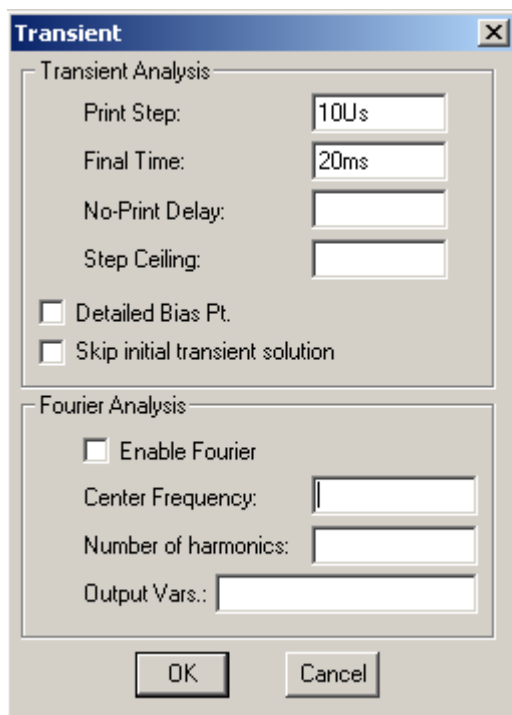 Transient
Transient Analysis
Print Step: 10Us
Final Time: 20ms
No-Print Delay:
Step Ceiling:
Detailed Bias Pt.
Skip initial transient solution
Fourier Analysis
Enable Fourier
Center Frequency:
Number of harmonics:
Output Vars.:
OK Cancel